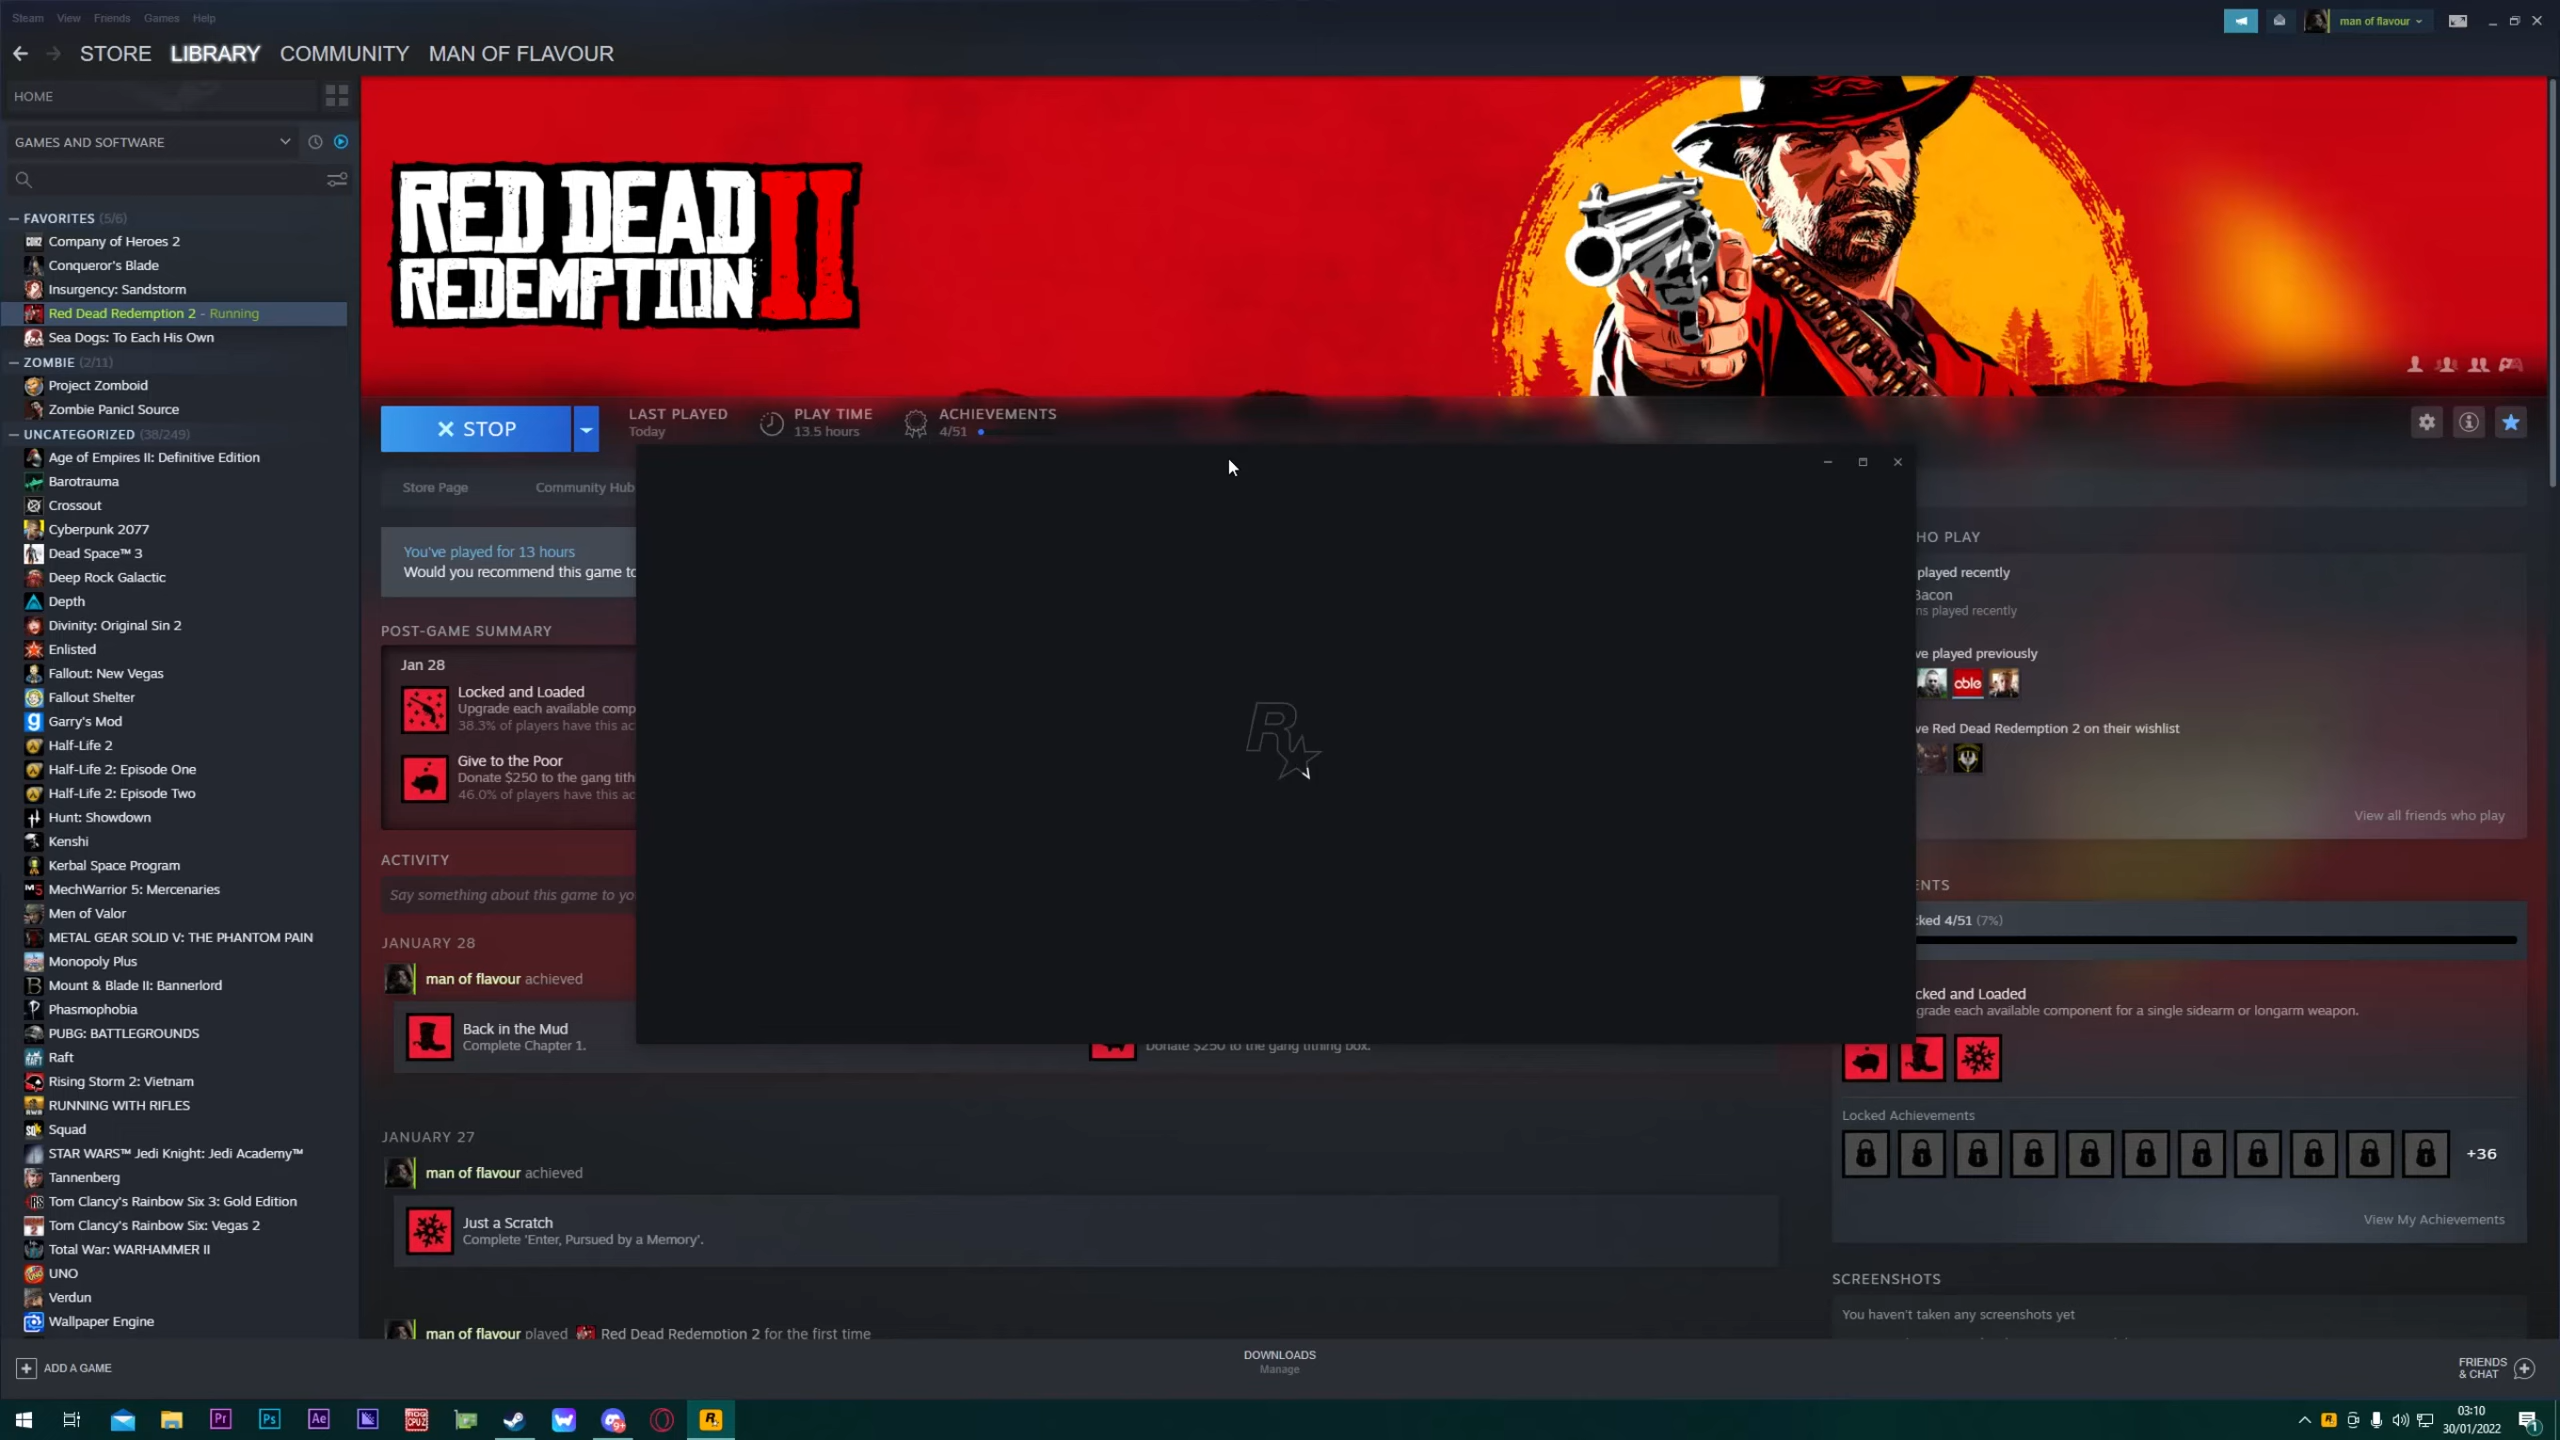 Steam View Friends Games Help
man of flavour
STORE LIBRARY COMMUNITY MAN OF FLAVOUR
HOME
GAMES AND SOFTWARE
FAVORITES (5/6)
Company of Heroes 2
Conqueror's Blade
Insurgency: Sandstorm
Red Dead Redemption 2 - Running
Sea Dogs: To Each His Own
ZOMBIE (2/11)
Project Zomboid
Zombie Panic! Source
UNCATEGORIZED (38/249)
Age of Empires II: Definitive Edition
Barotrauma
Crossout
Cyberpunk 2077
Dead Space™ 3
Deep Rock Galactic
Depth
Divinity: Original Sin 2
Enlisted
Fallout: New Vegas
Fallout Shelter
Garry's Mod
Half-Life 2
Half-Life 2: Episode One
Half-Life 2: Episode Two
Hunt: Showdown
Kenshi
Kerbal Space Program
MechWarrior 5: Mercenaries
Men of Valor
METAL GEAR SOLID V: THE PHANTOM PAIN
Monopoly Plus
Mount & Blade II: Bannerlord
Phasmophobia
PUBG: BATTLEGROUNDS
Raft
Rising Storm 2: Vietnam
RUNNING WITH RIFLES
Squad
STAR WARS™ Jedi Knight: Jedi Academy™
Tannenberg
Tom Clancy's Rainbow Six 3: Gold Edition
Tom Clancy's Rainbow Six: Vegas 2
Total War: WARHAMMER II
UNO
Verdun
Wallpaper Engine
ADD A GAME
RED DEAD
REDEMPTION II
STOP
LAST PLAYED
Today
PLAY TIME
13.5 hours
ACHIEVEMENTS
4/51
Store Page Community Hub
You've played for 13 hours
Would you recommend this game to
POST-GAME SUMMARY
Jan 28
Locked and Loaded
Upgrade each available comp
38.3% of players have this ac
Give to the Poor
Donate $250 to the gang tith
46.0% of players have this ac
ACTIVITY
Say something about this game to yo
JANUARY 28
man of flavour achieved
Back in the Mud
Complete Chapter 1.
Donate $250 to the gang tithing box.
JANUARY 27
man of flavour achieved
Just a Scratch
Complete 'Enter, Pursued by a Memory'.
man of flavour played Red Dead Redemption 2 for the first time
R
HO PLAY
played recently
Bacon
ns played recently
ve played previously
able
ve Red Dead Redemption 2 on their wishlist
View all friends who play
ENTS
cked 4/51 (7%)
cked and Loaded
grade each available component for a single sidearm or longarm weapon.
Locked Achievements
+36
View My Achievements
SCREENSHOTS
You haven't taken any screenshots yet
DOWNLOADS
Manage
FRIENDS
& CHAT
Pr Ps Ae
9+
03:10
30/01/2022
1